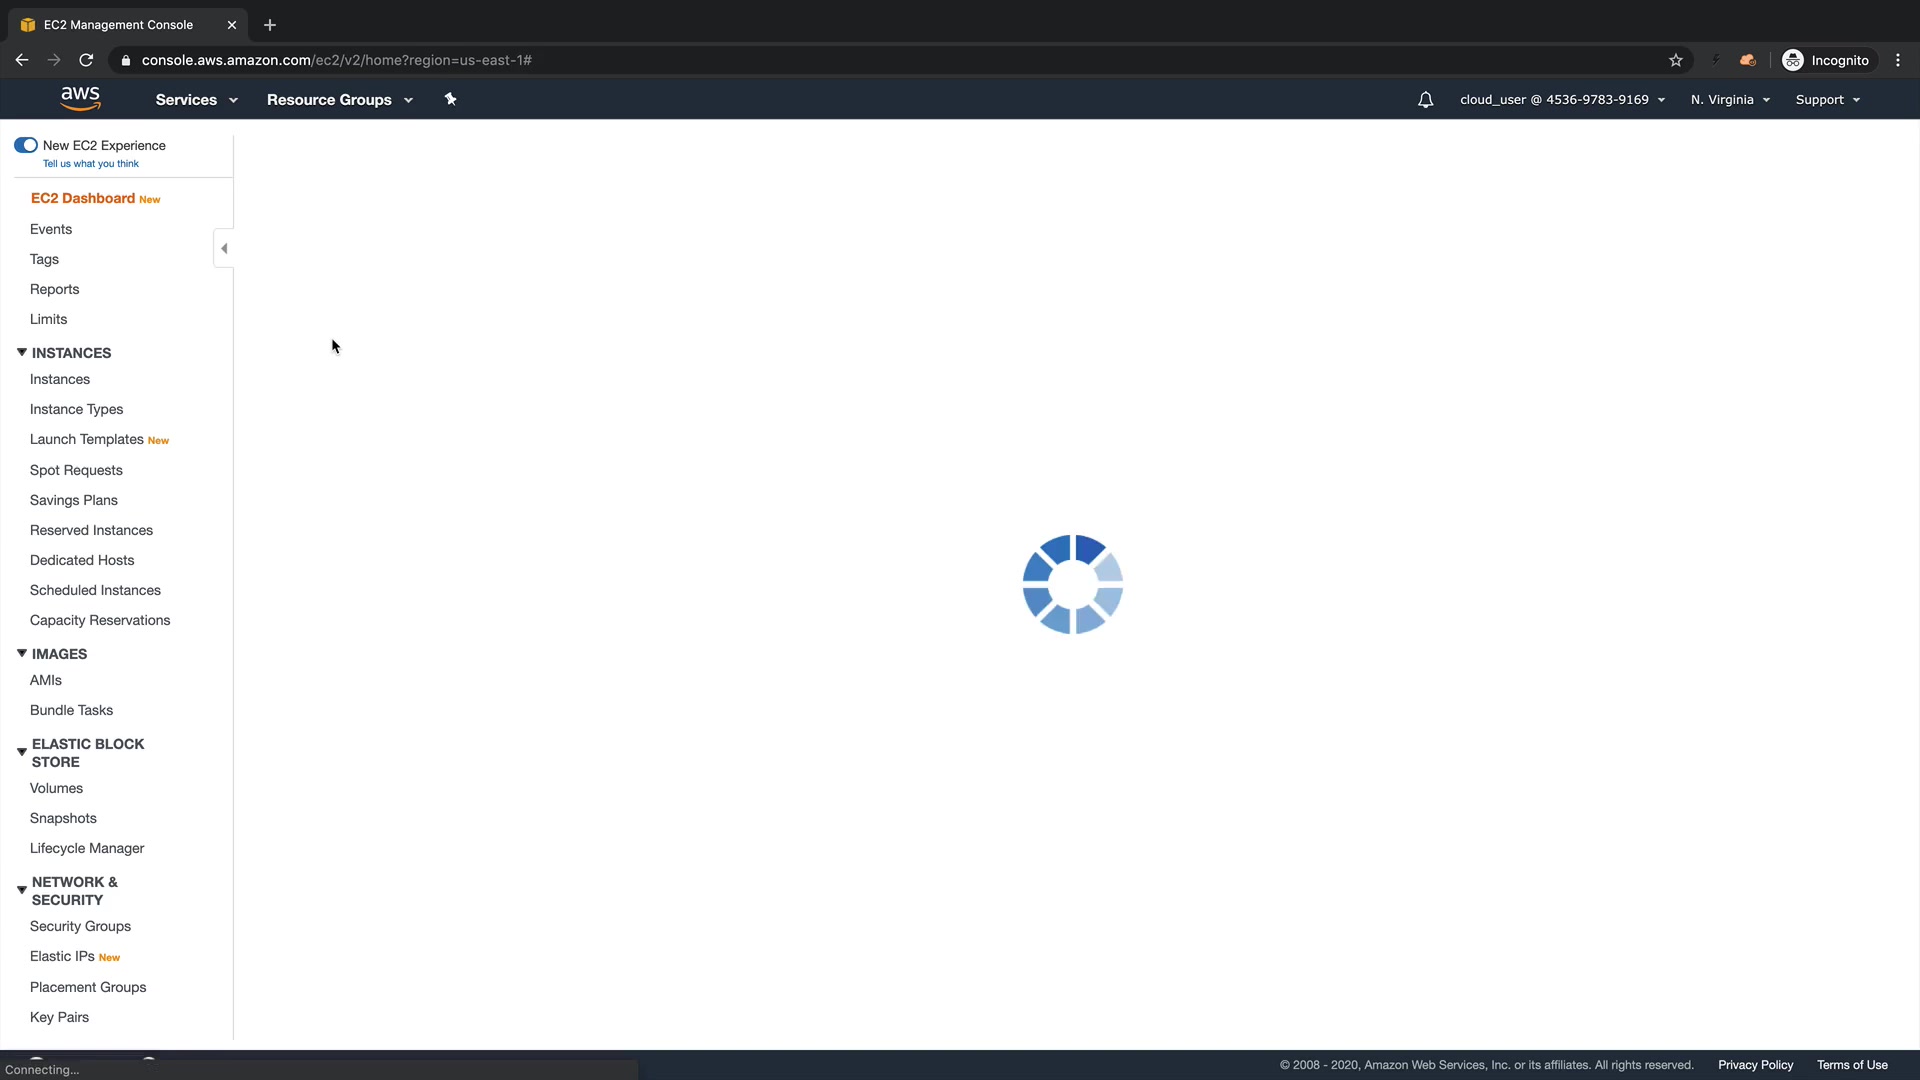 EC2 Management Console
console.aws.amazon.com/ec2/v2/home?region=us-east-1#
Incognito
aws
Services
Resource Groups
cloud_user @ 4536-9783-9169
N. Virginia
Support
New EC2 Experience
Tell us what you think
EC2 Dashboard New
Events
Tags
Reports
Limits
INSTANCES
Instances
Instance Types
Launch Templates New
Spot Requests
Savings Plans
Reserved Instances
Dedicated Hosts
Scheduled Instances
Capacity Reservations
IMAGES
AMIs
Bundle Tasks
ELASTIC BLOCK
STORE
Volumes
Snapshots
Lifecycle Manager
NETWORK &
SECURITY
Security Groups
Elastic IPs New
Placement Groups
Key Pairs
Connecting...
© 2008 - 2020, Amazon Web Services, Inc. or its affiliates. All rights reserved.
Privacy Policy
Terms of Use